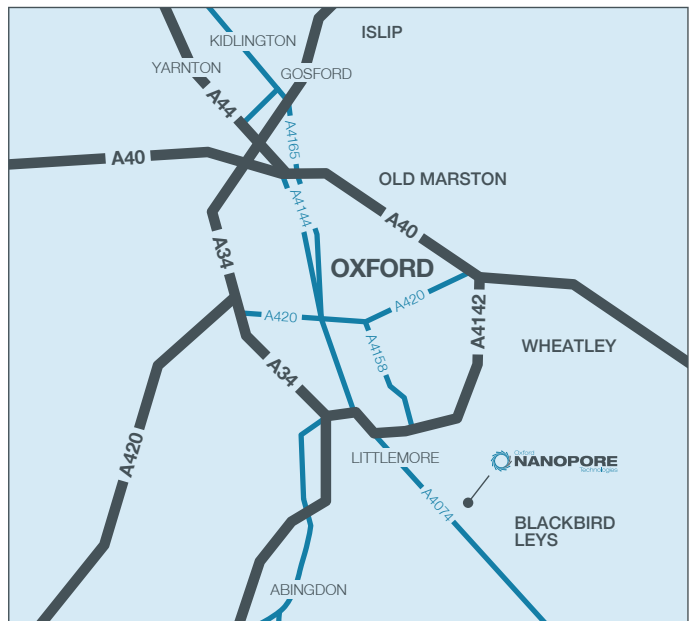 ISLIP
KIDLINGTON
YARNTON
GOSFORD
A44
A4165
A40
OLD MARSTON
A4144
A40
A34
OXFORD
A420
A420
A4142
A4158
WHEATLEY
A34
A420
LITTLEMORE
Oxford
NANOPORE
Technologies
A4074
BLACKBIRD
LEYS
ABINGDON